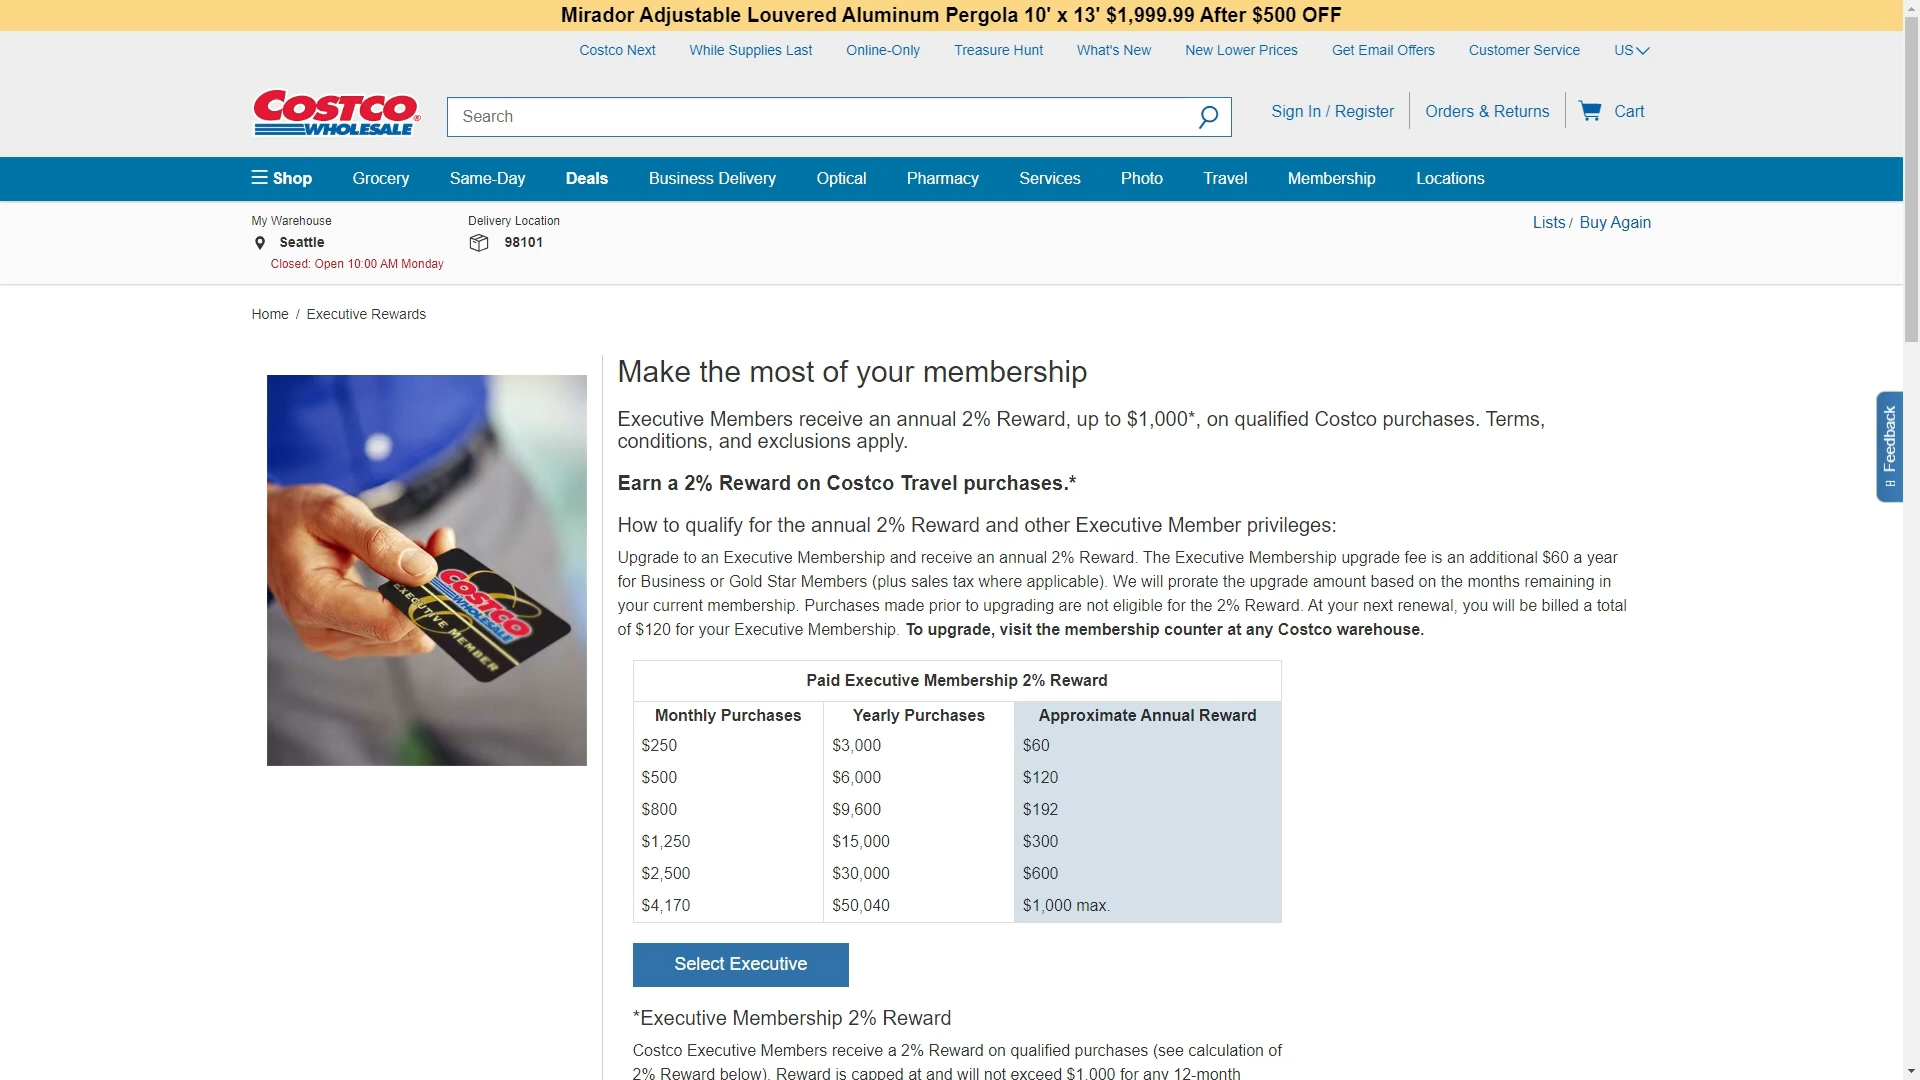 Mirador Adjustable Louvered Aluminum Pergola 10' x 13' $1,999.99 After $500 OFF
Costco Next While Supplies Last Online-Only Treasure Hunt What's New New Lower Prices Get Email Offers Customer Service US
COSTCO WHOLESALE
Search
Sign In / Register Orders & Returns Cart
Shop Grocery Same-Day Deals Business Delivery Optical Pharmacy Services Photo Travel Membership Locations
My Warehouse Delivery Location
Seattle 98101
Closed: Open 10:00 AM Monday
Lists / Buy Again
Home / Executive Rewards
COSTCO
WHOLESALE
EXECUTIVE MEMBER
Make the most of your membership
Executive Members receive an annual 2% Reward, up to $1,000*, on qualified Costco purchases. Terms,
conditions, and exclusions apply.
Earn a 2% Reward on Costco Travel purchases.*
How to qualify for the annual 2% Reward and other Executive Member privileges:
Upgrade to an Executive Membership and receive an annual 2% Reward. The Executive Membership upgrade fee is an additional $60 a year
for Business or Gold Star Members (plus sales tax where applicable). We will prorate the upgrade amount based on the months remaining in
your current membership. Purchases made prior to upgrading are not eligible for the 2% Reward. At your next renewal, you will be billed a total
of $120 for your Executive Membership. To upgrade, visit the membership counter at any Costco warehouse.
Paid Executive Membership 2% Reward
Monthly Purchases Yearly Purchases Approximate Annual Reward
$250 $3,000 $60
$500 $6,000 $120
$800 $9,600 $192
$1,250 $15,000 $300
$2,500 $30,000 $600
$4,170 $50,040 $1,000 max.
Select Executive
*Executive Membership 2% Reward
Costco Executive Members receive a 2% Reward on qualified purchases (see calculation of
2% Reward below). Reward is capped at and will not exceed $1,000 for any 12-month
Feedback